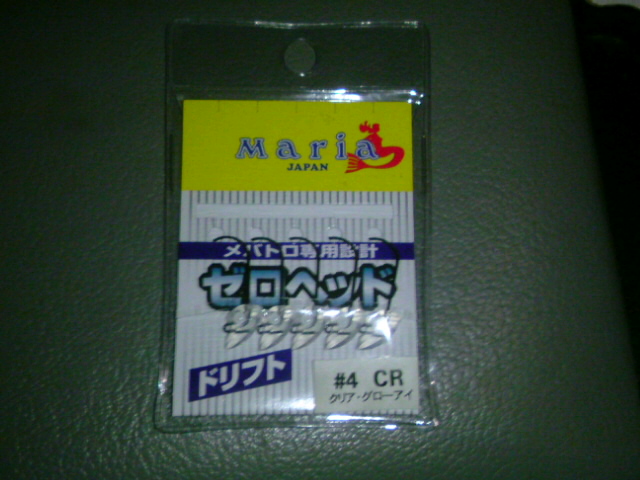 Maria
JAPAN
メバトロ専用設計
ゼロヘッド
ドリフト
#4 CR
クリア・グローアイ